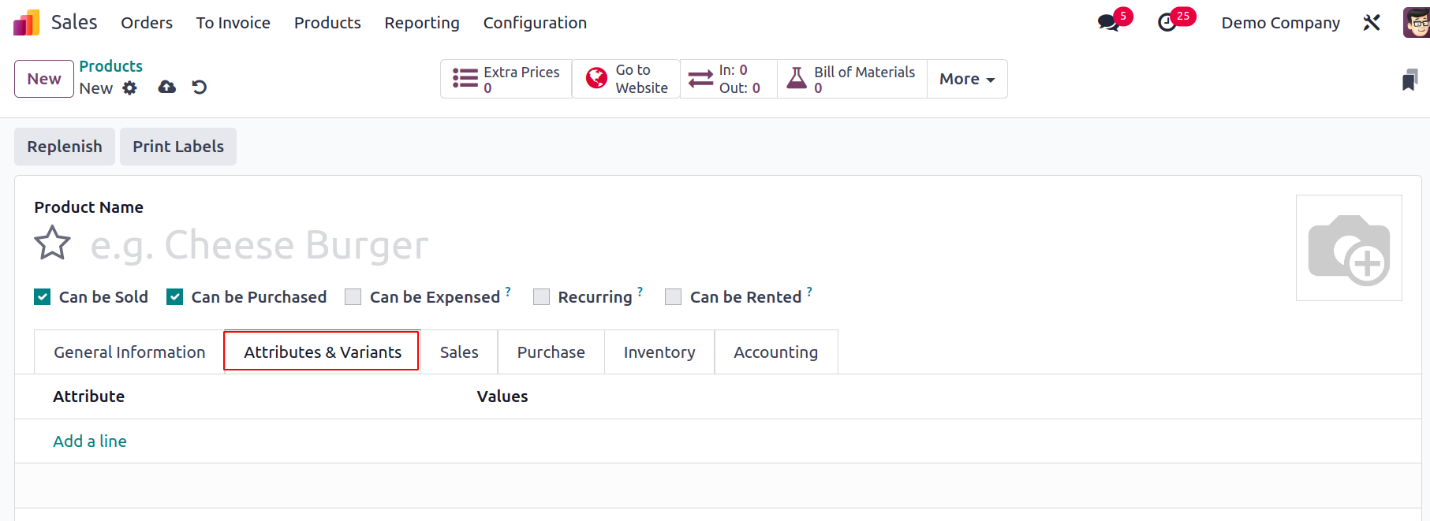 Sales Orders To Invoice Products Reporting Configuration 5 25 Demo Company
New Products
New
Extra Prices
0
Go to
Website
In: 0
Out: 0
Bill of Materials
0
More
Replenish Print Labels
Product Name
e.g. Cheese Burger
Can be Sold Can be Purchased Can be Expensed ? Recurring ? Can be Rented ?
General Information Attributes & Variants Sales Purchase Inventory Accounting
Attribute Values
Add a line